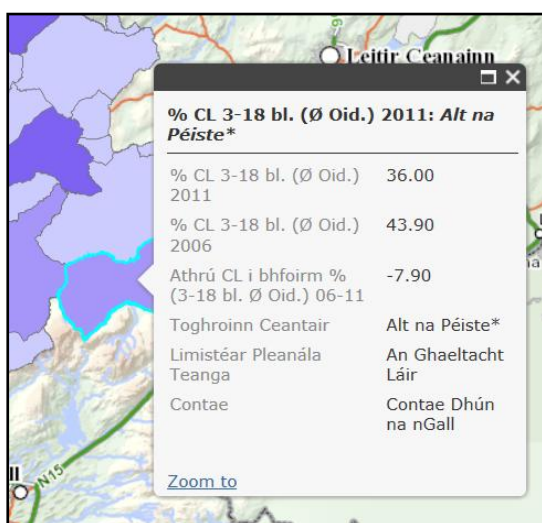 Leitir Ceanainn
% CL 3-18 bl. (Ø Oid.) 2011: Alt na
Péiste*
% CL 3-18 bl. (Ø Oid.) 36.00
2011
% CL 3-18 bl. (Ø Oid.) 43.90
2006
Athrú CL i bhfoirm % -7.90
(3-18 bl. Ø Oid.) 06-11
Toghroinn Ceantair Alt na Péiste*
Limistéar Pleanála An Ghaeltacht
Teanga Láir
Contae Contae Dhún
na nGall
Zoom to
N15